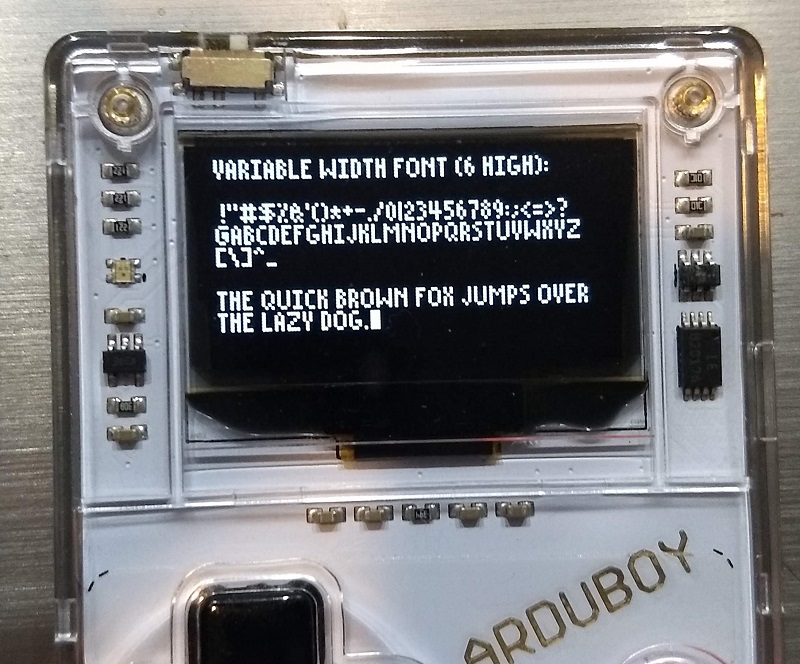 VARIABLE WIDTH FONT (6 HIGH):
!"#$%&'()*+-./0123456789:;<=>?
@ABCDEFGHIJKLMNOPQRSTUVWXYZ
[\]^_
THE QUICK BROWN FOX JUMPS OVER
THE LAZY DOG.
ARDUBOY